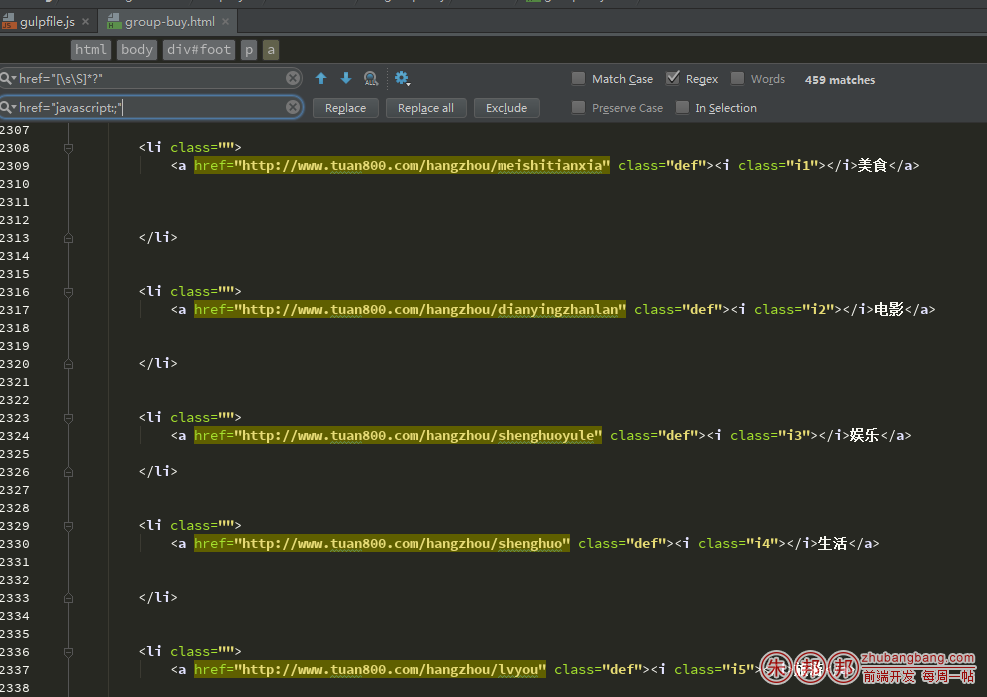 gulpfile.js × group-buy.html ×
html body div#foot p a
href="[\s\S]*?" Match Case Regex Words 459 matches
href="javascript:;" Replace Replace all Exclude Preserve Case In Selection
2307
2308 <li class="">
2309 <a href="http://www.tuan800.com/hangzhou/meishitianxia" class="def"><i class="i1"></i>美食</a>
2310
2311
2312
2313 </li>
2314
2315
2316 <li class="">
2317 <a href="http://www.tuan800.com/hangzhou/dianyingzhanlan" class="def"><i class="i2"></i>电影</a>
2318
2319
2320 </li>
2321
2322
2323 <li class="">
2324 <a href="http://www.tuan800.com/hangzhou/shenghuoyule" class="def"><i class="i3"></i>娱乐</a>
2325
2326 </li>
2327
2328
2329 <li class="">
2330 <a href="http://www.tuan800.com/hangzhou/shenghuo" class="def"><i class="i4"></i>生活</a>
2331
2332
2333 </li>
2334
2335
2336 <li class="">
2337 <a href="http://www.tuan800.com/hangzhou/lvyou" class="def"><i class="i5">
2338
朱邦邦 zhubangbang.com
前端开发 每周一帖